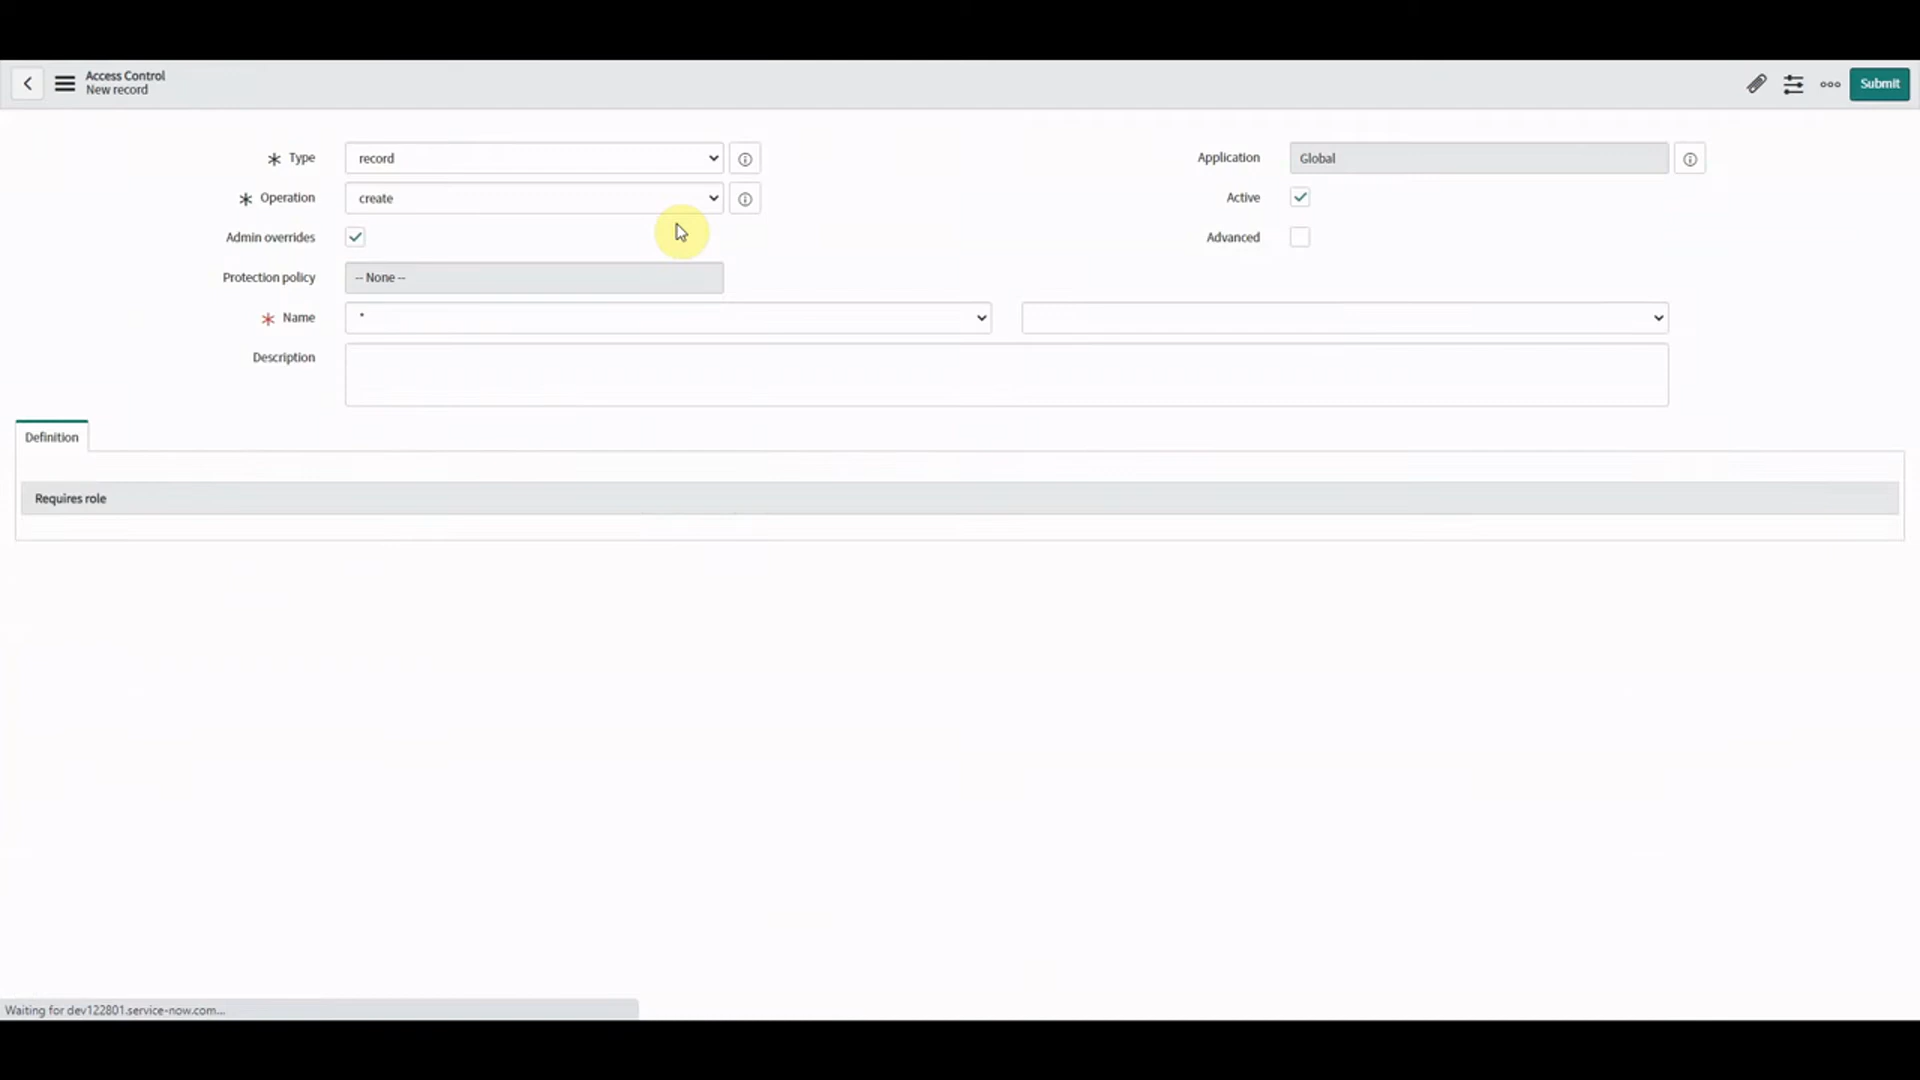 Access Control
New record
Submit
* Type record
Application Global
* Operation create
Active
Admin overrides
Advanced
Protection policy -- None --
* Name *
Description
Definition
Requires role
Waiting for dev122801.service-now.com...